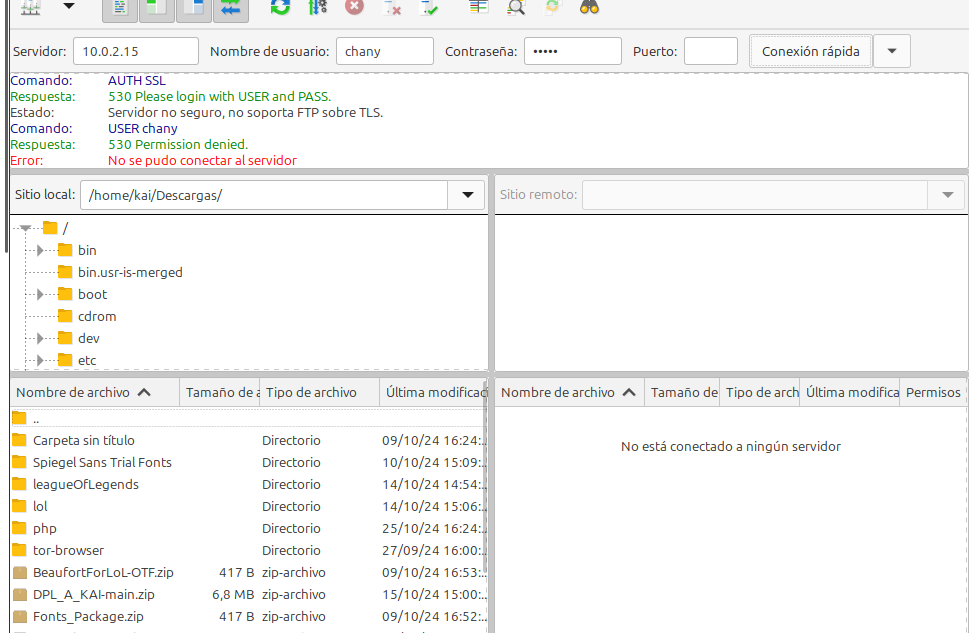 Servidor: 10.0.2.15 Nombre de usuario: chany Contraseña: ••••• Puerto: Conexión rápida
Comando: AUTH SSL
Respuesta: 530 Please login with USER and PASS.
Estado: Servidor no seguro, no soporta FTP sobre TLS.
Comando: USER chany
Respuesta: 530 Permission denied.
Error: No se pudo conectar al servidor
Sitio local: /home/kai/Descargas/
Sitio remoto:
/
bin
bin.usr-is-merged
boot
cdrom
dev
etc
Nombre de archivo Tamaño de a Tipo de archivo Última modificac
..
Carpeta sin título Directorio 09/10/24 16:24:..
Spiegel Sans Trial Fonts Directorio 10/10/24 15:09:..
leagueOfLegends Directorio 14/10/24 14:54:..
lol Directorio 14/10/24 15:06:..
php Directorio 25/10/24 16:24:..
tor-browser Directorio 27/09/24 16:00:..
BeaufortForLoL-OTF.zip 417 B zip-archivo 09/10/24 16:53:..
DPL_A_KAI-main.zip 6,8 MB zip-archivo 15/10/24 15:00:..
Fonts_Package.zip 417 B zip-archivo 09/10/24 16:52:..
Nombre de archivo Tamaño de Tipo de arch Última modifica Permisos
No está conectado a ningún servidor